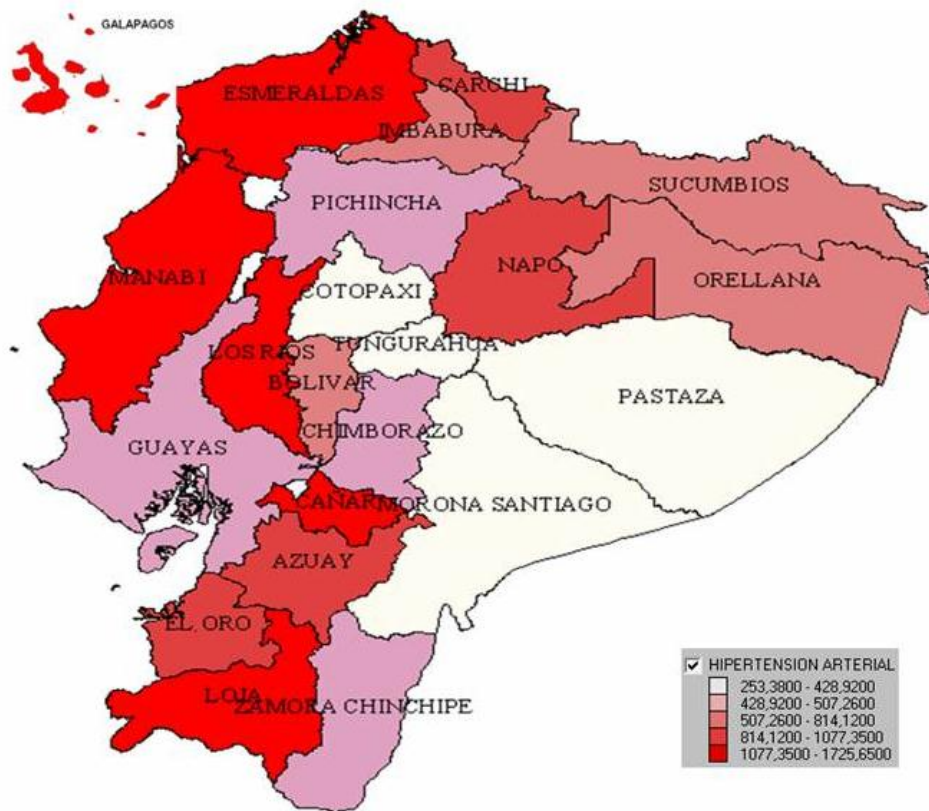 GALAPAGOS
CARCHI
ESMERALDAS
IMBABURA
SUCUMBIOS
PICHINCHA
NAPO
MANABI
ORELLANA
COTOPAXI
TUNGURAHUA
LOS RIOS
BOLIVAR
PASTAZA
CHIMBORAZO
GUAYAS
CAÑAR
MORONA SANTIAGO
AZUAY
EL ORO
LOJA
ZAMORA CHINCHIPE
HIPERTENSION ARTERIAL
253,3800 - 428,9200
428,9200 - 507,2600
507,2600 - 814,1200
814,1200 - 1077,3500
1077,3500 - 1725,6500